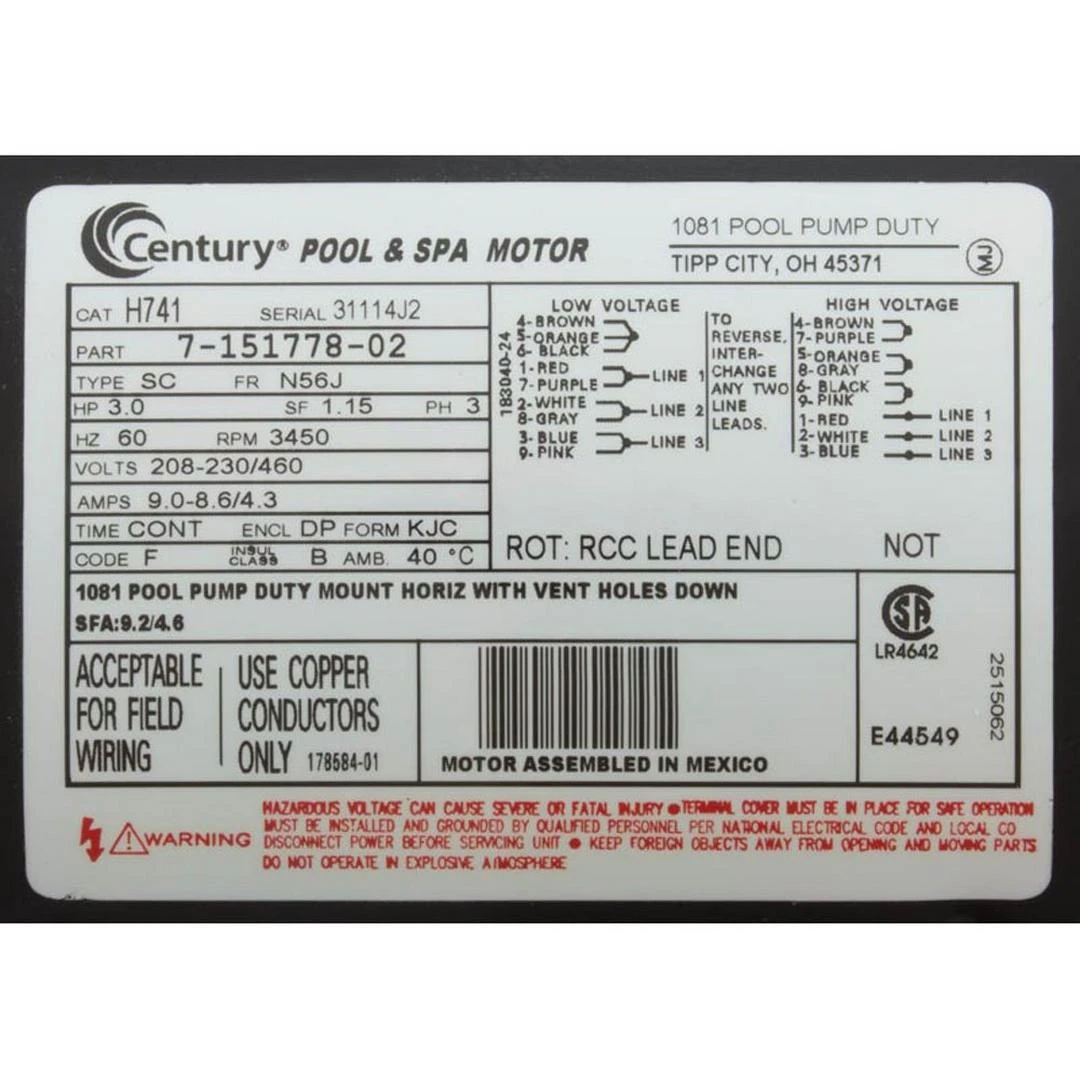 Century® POOL & SPA MOTOR
1081 POOL PUMP DUTY
TIPP CITY, OH 45371
MJ
CAT H741 SERIAL 31114J2
PART 7-151778-02
TYPE SC FR N56J
HP 3.0 SF 1.15 PH 3
HZ 60 RPM 3450
VOLTS 208-230/460
AMPS 9.0-8.6/4.3
TIME CONT ENCL DP FORM KJC
CODE F INSUL CLASS B AMB. 40 °C
183040-24
LOW VOLTAGE
4-BROWN
5-ORANGE
6-BLACK
1-RED
7-PURPLE
LINE 1
2-WHITE
8-GRAY
LINE 2
3-BLUE
9-PINK
LINE 3
TO
REVERSE,
INTER-
CHANGE
ANY TWO
LINE
LEADS.
HIGH VOLTAGE
4-BROWN
7-PURPLE
5-ORANGE
8-GRAY
6-BLACK
9-PINK
1-RED LINE 1
2-WHITE LINE 2
3-BLUE LINE 3
ROT: RCC LEAD END NOT
1081 POOL PUMP DUTY MOUNT HORIZ WITH VENT HOLES DOWN
SFA:9.2/4.6
SA
LR4642
E44549
2515062
ACCEPTABLE
FOR FIELD
WIRING
USE COPPER
CONDUCTORS
ONLY 178584-01
MOTOR ASSEMBLED IN MEXICO
WARNING
HAZARDOUS VOLTAGE CAN CAUSE SEVERE OR FATAL INJURY ● TERMINAL COVER MUST BE IN PLACE FOR SAFE OPERATION
MUST BE INSTALLED AND GROUNDED BY QUALIFIED PERSONNEL PER NATIONAL ELECTRICAL CODE AND LOCAL CO
DISCONNECT POWER BEFORE SERVICING UNIT ● KEEP FOREIGN OBJECTS AWAY FROM OPENING AND MOVING PARTS
DO NOT OPERATE IN EXPLOSIVE ATMOSPHERE